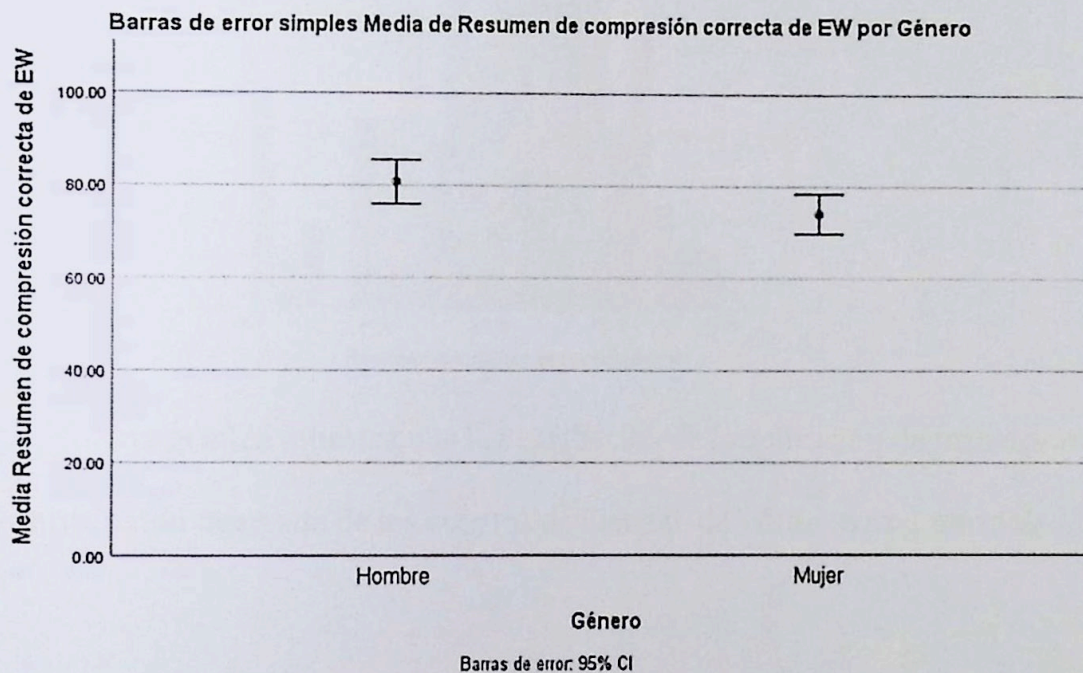 Barras de error simples Media de Resumen de compresión correcta de EW por Género
Media Resumen de compresión correcta de EW
100.00
80.00
60.00
40.00
20.00
0.00
Hombre
Mujer
Género
Barras de error: 95% CI